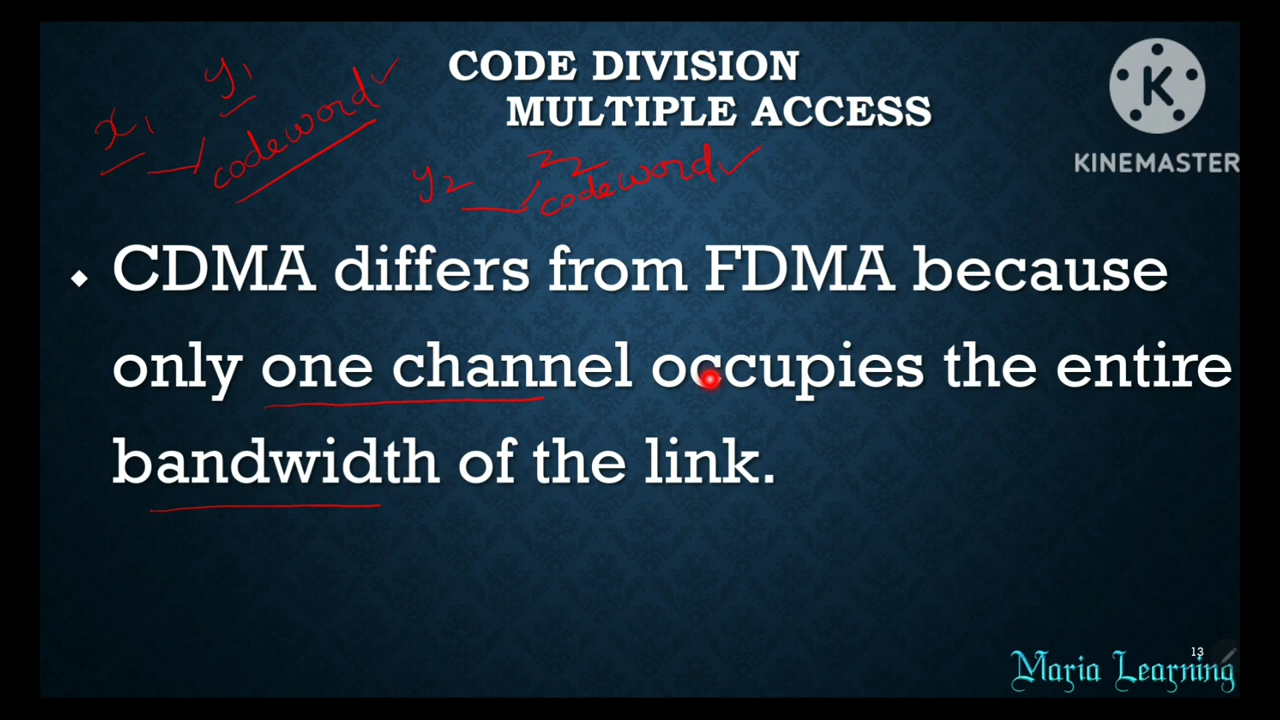 CODE DIVISION
MULTIPLE ACCESS
K
KINEMASTER
y1
x1
codeword
y2
codeword
CDMA differs from FDMA because
only one channel occupies the entire
bandwidth of the link.
13
Maria Learning